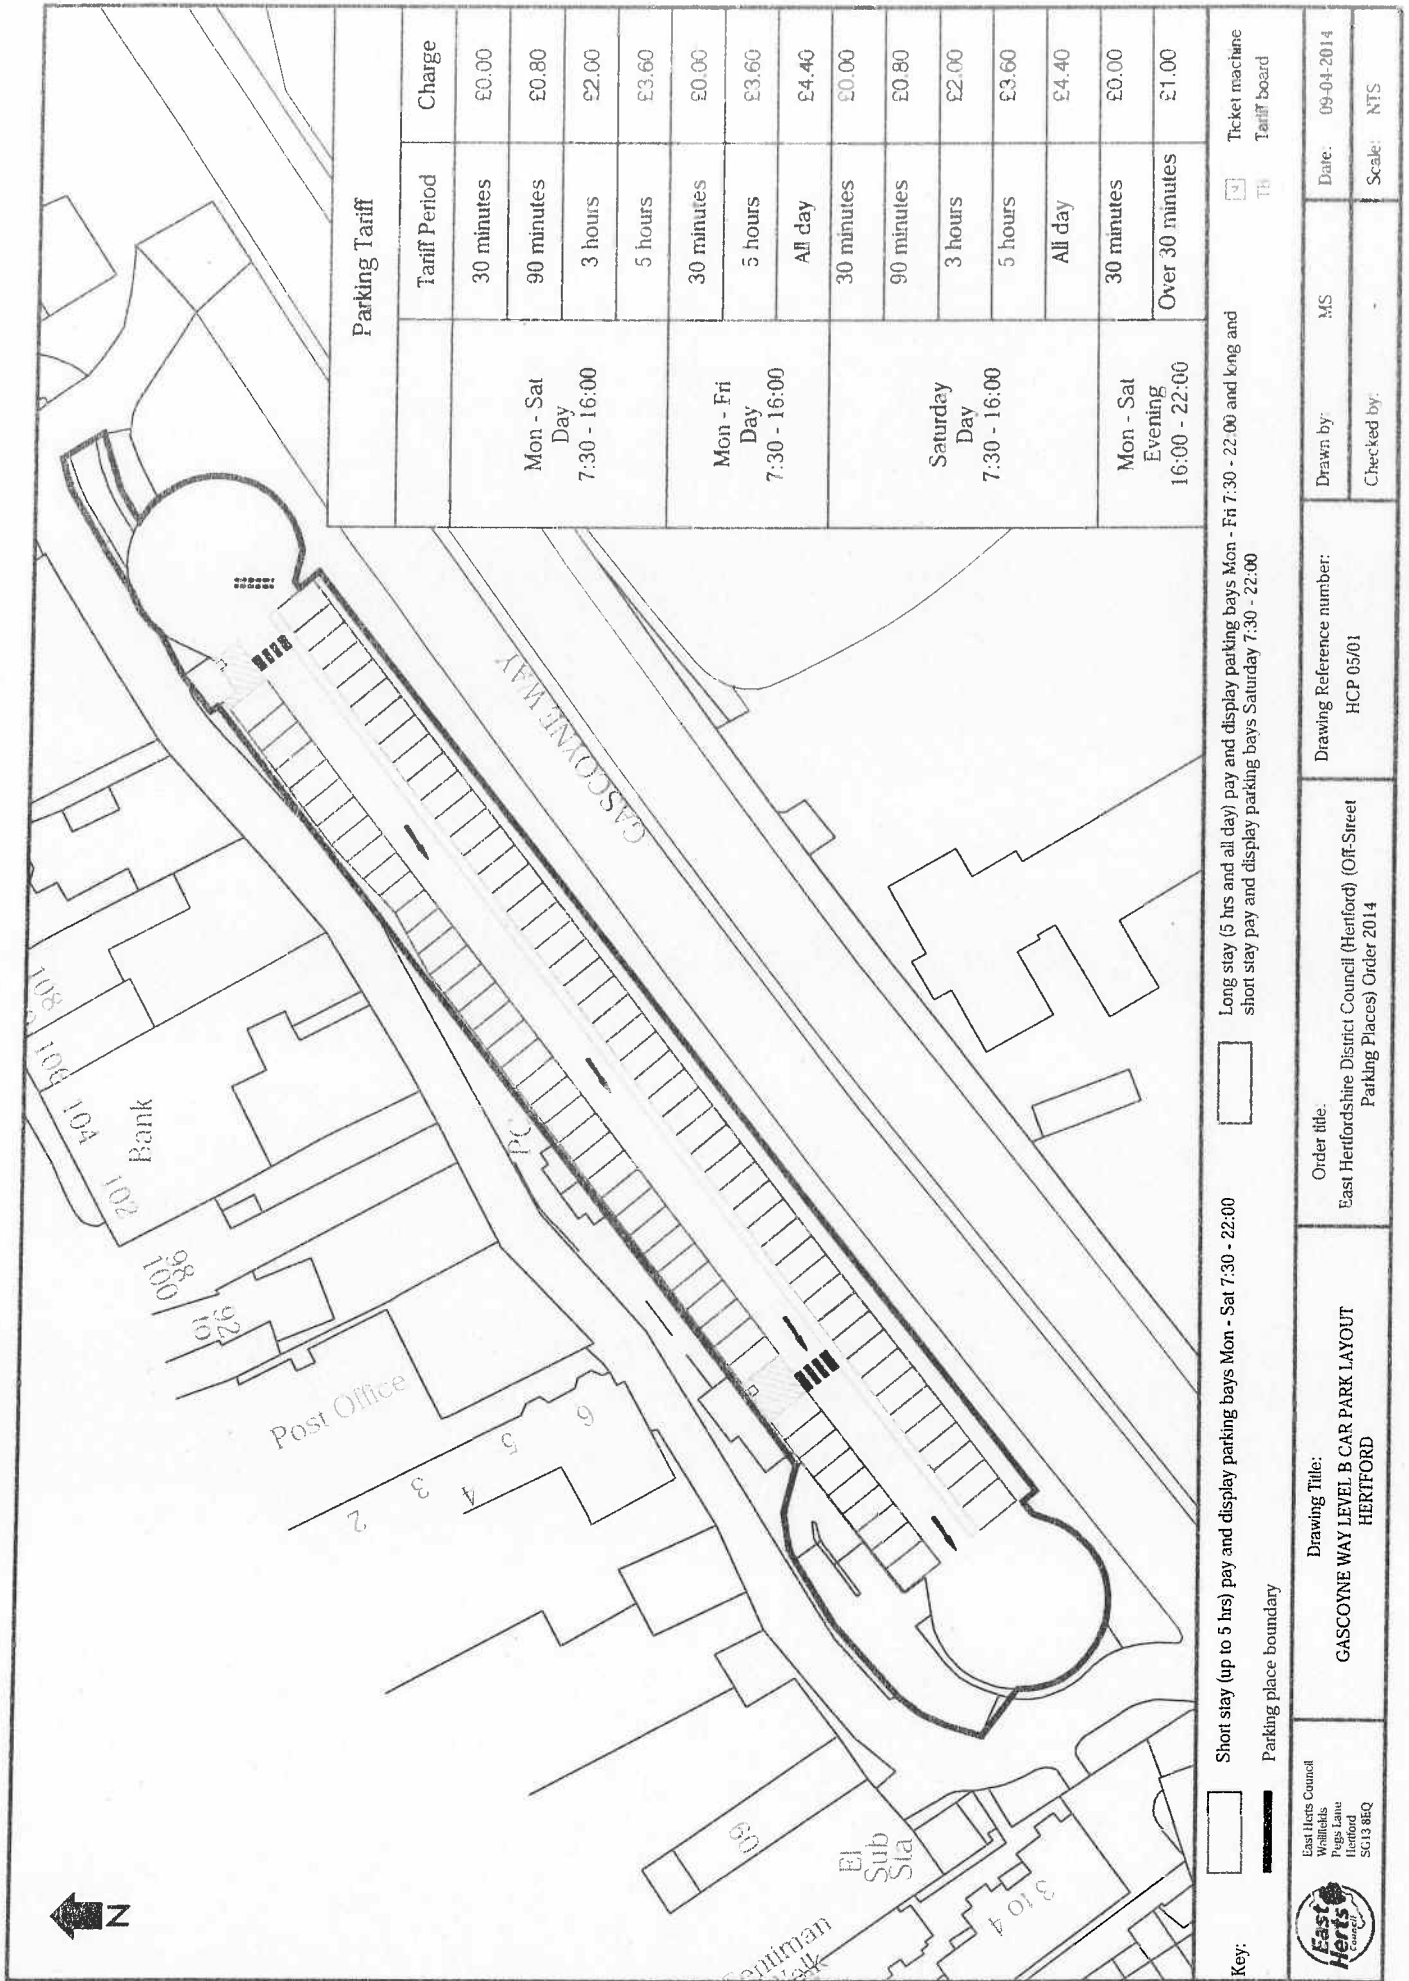 N
108
106
104
102
Bank
100
98
92
Post Office
PC
2
3
4
5
6
60
El
Sub
Sta
3 to 4
GASCOYNE WAY
Parking Tariff
Tariff Period Charge
Mon - Sat
Day
7:30 - 16:00
30 minutes £0.00
90 minutes £0.80
3 hours £2.00
5 hours £3.60
Mon - Fri
Day
7:30 - 16:00
30 minutes £0.00
5 hours £3.60
All day £4.40
Saturday
Day
7:30 - 16:00
30 minutes £0.00
90 minutes £0.80
3 hours £2.00
5 hours £3.60
All day £4.40
Mon - Sat
Evening
16:00 - 22:00
30 minutes £0.00
Over 30 minutes £1.00
Key:
Short stay (up to 5 hrs) pay and display parking bays Mon - Sat 7:30 - 22:00
Parking place boundary
Long stay (5 hrs and all day) pay and display parking bays Mon - Fri 7:30 - 22:00 and long and
short stay pay and display parking bays Saturday 7:30 - 22:00
Ticket machine
TB Tariff board
East Herts Council
East Herts Council
Wallfields
Pegs Lane
Hertford
SG13 8EQ
Drawing Title:
GASCOYNE WAY LEVEL B CAR PARK LAYOUT
HERTFORD
Order title:
East Hertfordshire District Council (Hertford) (Off-Street
Parking Places) Order 2014
Drawing Reference number:
HCP 05/01
Drawn by: MS
Date: 09-04-2014
Checked by: -
Scale: NTS